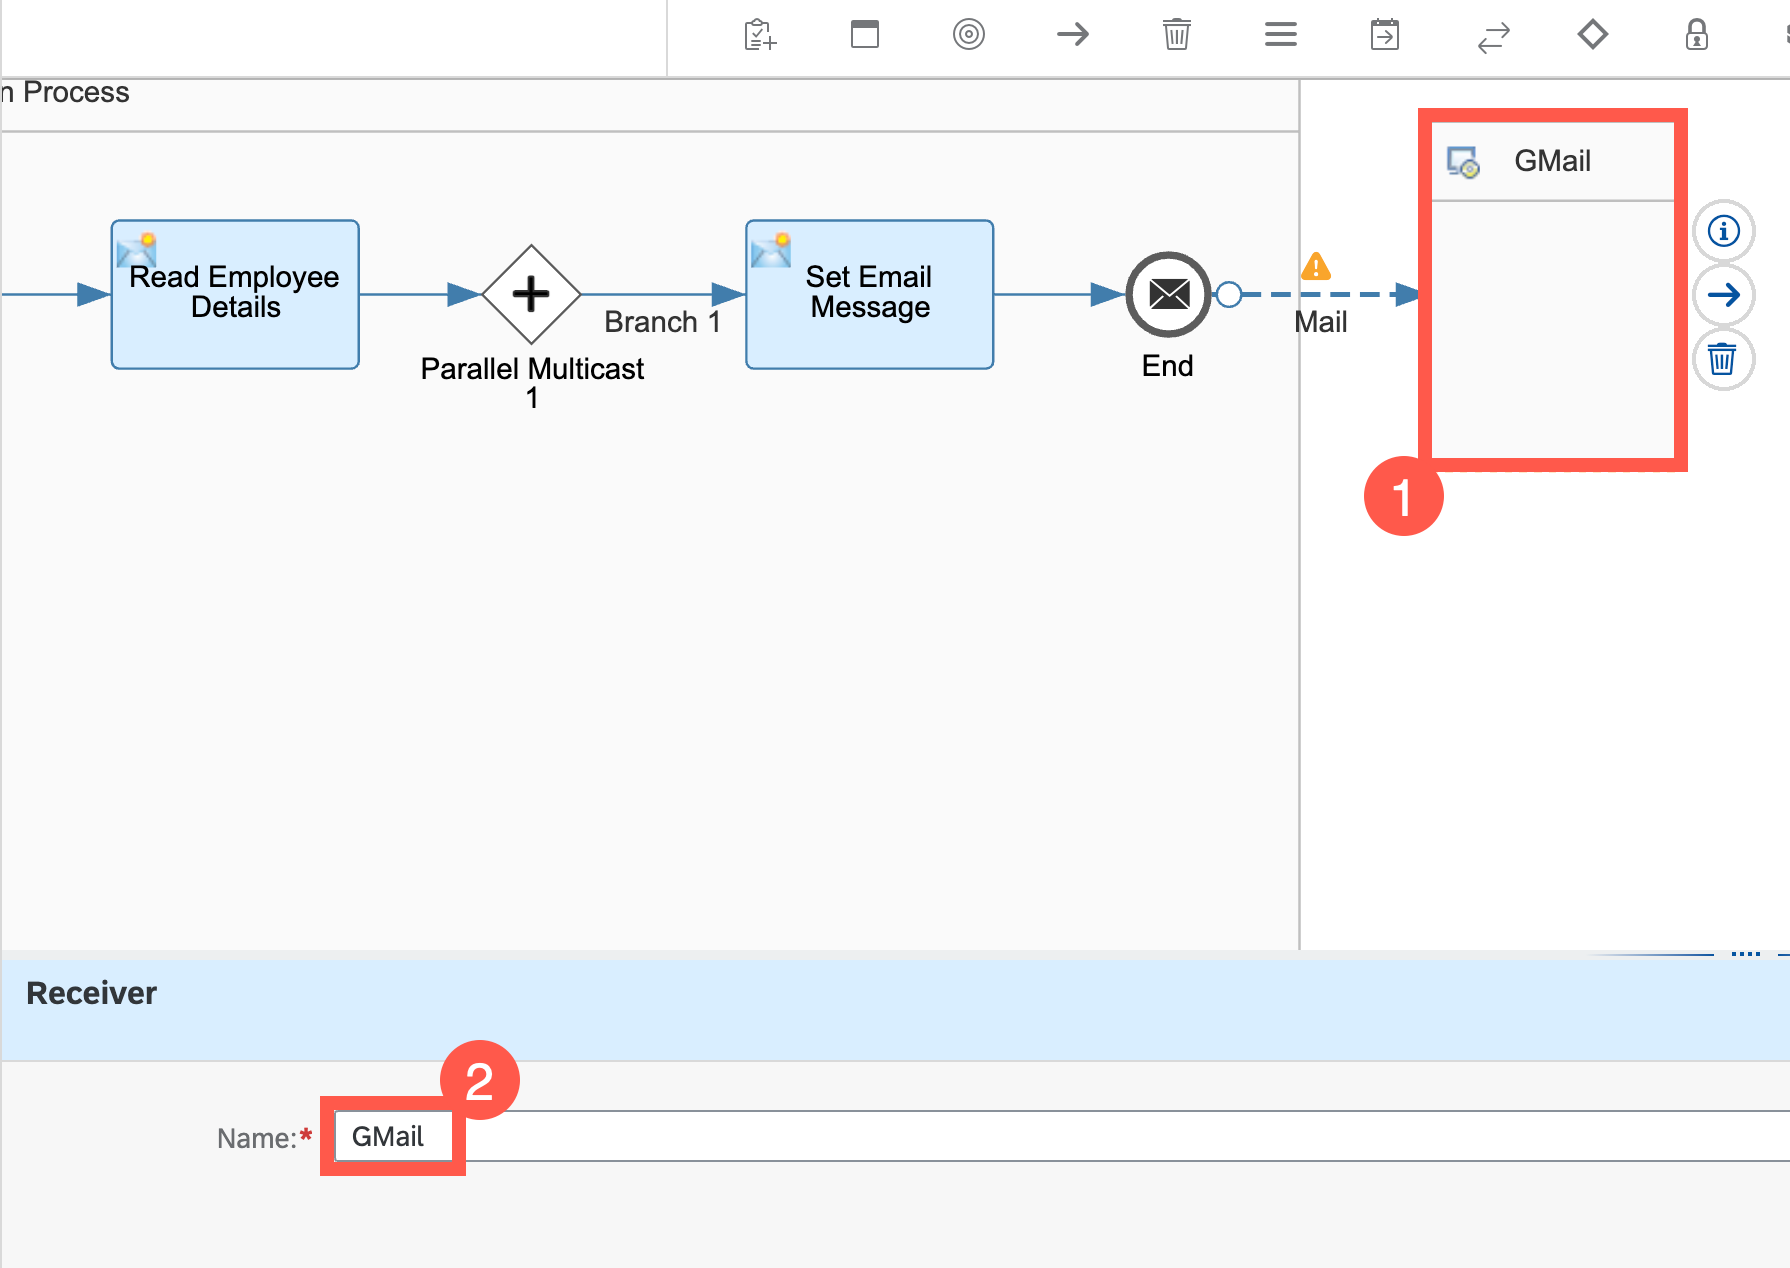 n Process
GMail
Read Employee
Details
Set Email
Message
Branch 1
Mail
Parallel Multicast
1
End
1
Receiver
2
Name:*
GMail